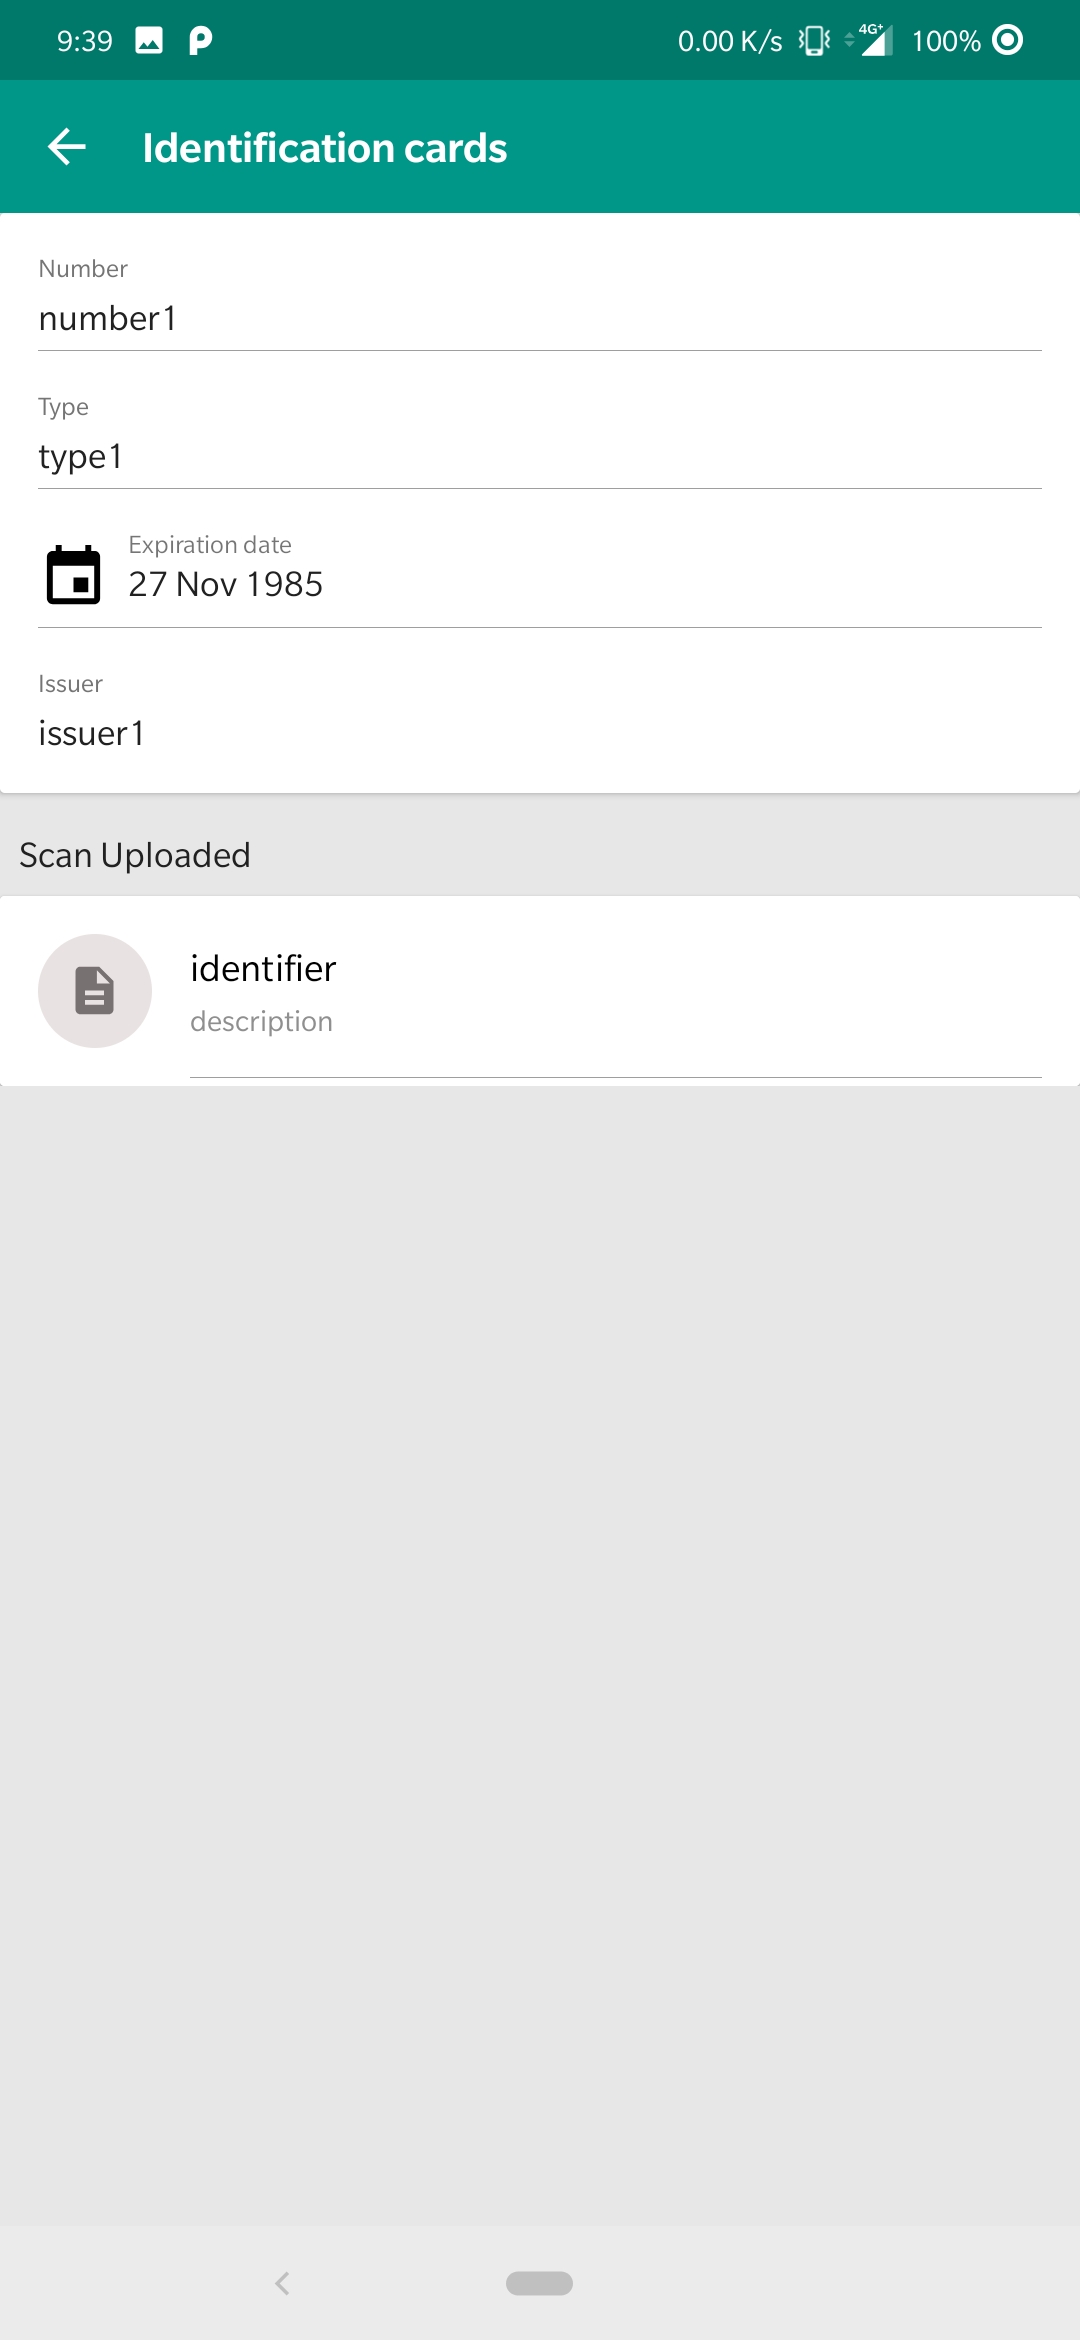 9:39 0.00 K/s 4G+ 100%
Identification cards
Number
number1
Type
type1
Expiration date
27 Nov 1985
Issuer
issuer1
Scan Uploaded
identifier
description